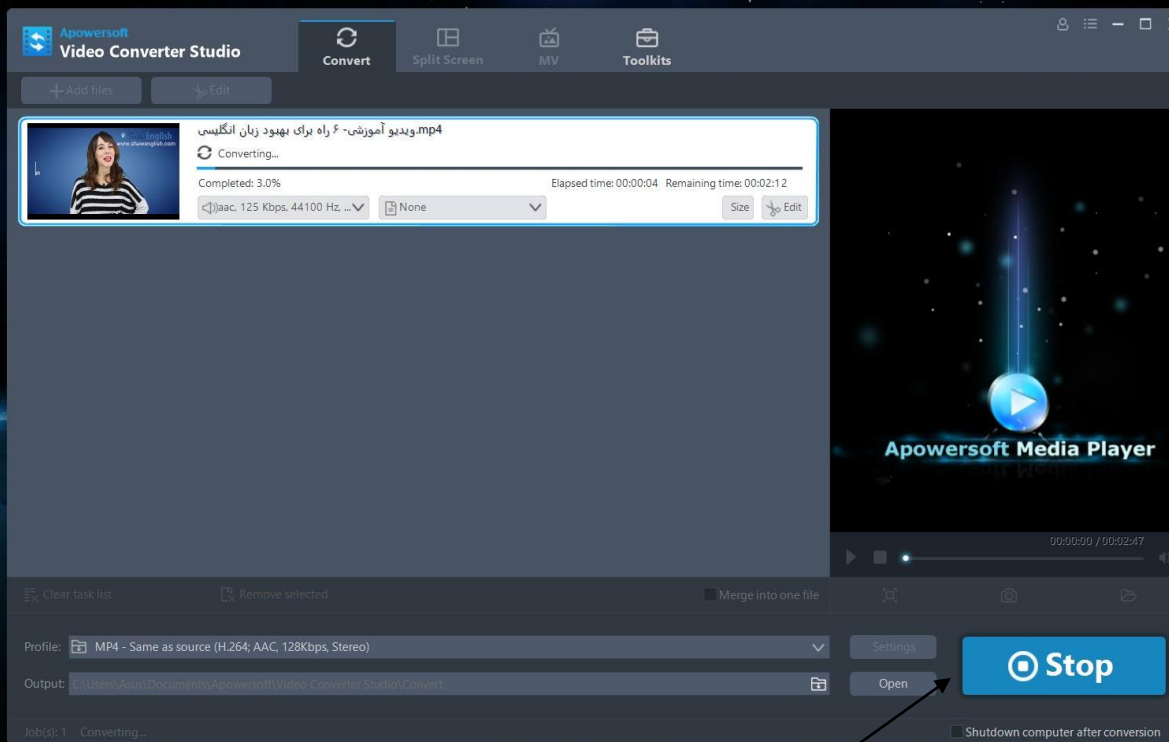 Apowersoft
Video Converter Studio
Convert
Split Screen
MV
Toolkits
Add files
Edit
ویدیو آموزشی- ۶ راه برای بهبود زبان انگلیسی.mp4
English
www.shawenglish.com
Converting...
Completed: 3.0%
Elapsed time: 00:00:04 Remaining time: 00:02:12
aac, 125 Kbps, 44100 Hz, ...
None
Size
Edit
Apowersoft Media Player
00:00:00 / 00:02:47
Clear task list
Remove selected
Merge into one file
Profile: MP4 - Same as source (H.264; AAC, 128Kbps, Stereo)
Settings
Output: C:\Users\Asus\Documents\Apowersoft\Video Converter Studio\Convert
Open
Stop
Job(s): 1 Converting...
Shutdown computer after conversion